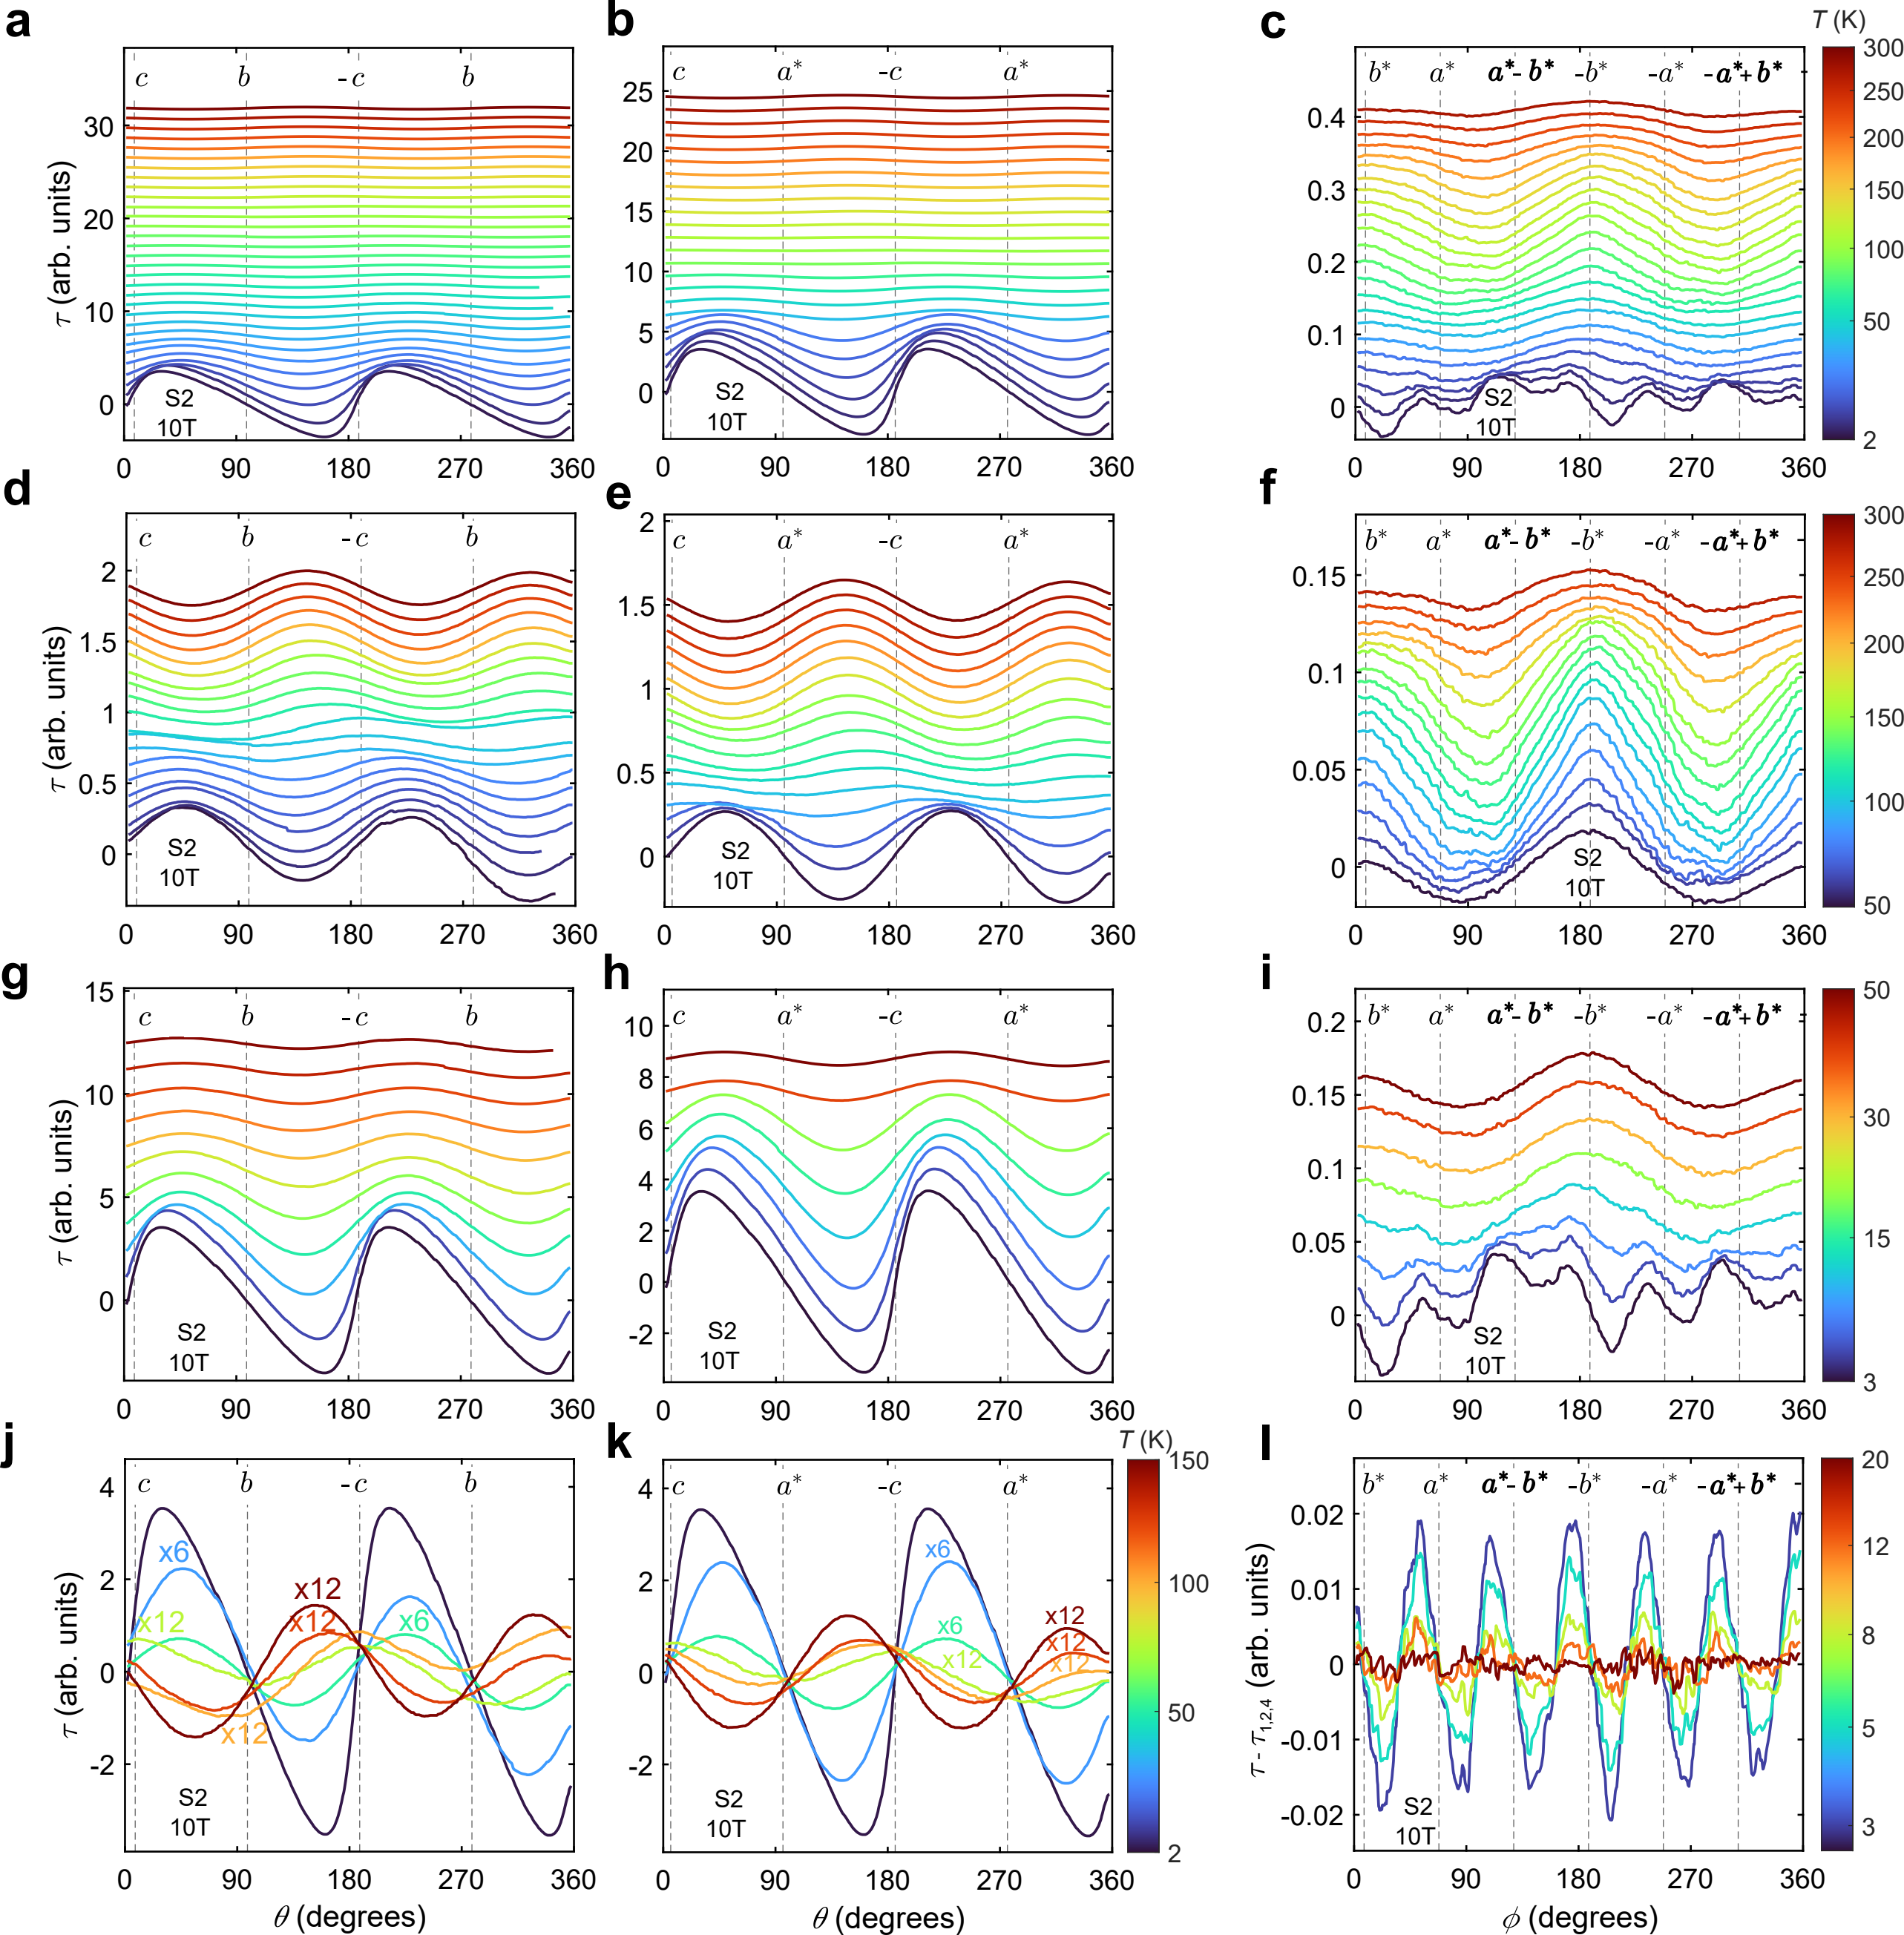 a
b
c
T (K)
c b -c b
c a* -c a*
b* a* a*-b* -b* -a* -a*+b*
τ (arb. units)
30
20
10
0
25
20
15
10
5
0
0.4
0.3
0.2
0.1
0
300
250
200
150
100
50
2
S2
10T
S2
10T
S2
10T
0 90 180 270 360
0 90 180 270 360
0 90 180 270 360
d
e
f
c b -c b
c a* -c a*
b* a* a*-b* -b* -a* -a*+b*
τ (arb. units)
2
1.5
1
0.5
0
2
1.5
1
0.5
0
0.15
0.1
0.05
0
300
250
200
150
100
50
S2
10T
S2
10T
S2
10T
0 90 180 270 360
0 90 180 270 360
0 90 180 270 360
g
h
i
c b -c b
c a* -c a*
b* a* a*-b* -b* -a* -a*+b*
τ (arb. units)
15
10
5
0
10
8
6
4
2
0
-2
0.2
0.15
0.1
0.05
0
50
30
15
3
S2
10T
S2
10T
S2
10T
0 90 180 270 360
0 90 180 270 360
0 90 180 270 360
j
k
l
T (K)
c b -c b
c a* -c a*
b* a* a*-b* -b* -a* -a*+b*
τ (arb. units)
4
2
0
-2
x6
x12
x12
x12
x6
x12
S2
10T
4
2
0
-2
x6
x6
x12
x12
x12
x12
S2
10T
150
100
50
2
τ - τ1,2,4 (arb. units)
0.02
0.01
0
-0.01
-0.02
S2
10T
20
12
8
5
3
0 90 180 270 360
0 90 180 270 360
0 90 180 270 360
θ (degrees)
θ (degrees)
ϕ (degrees)